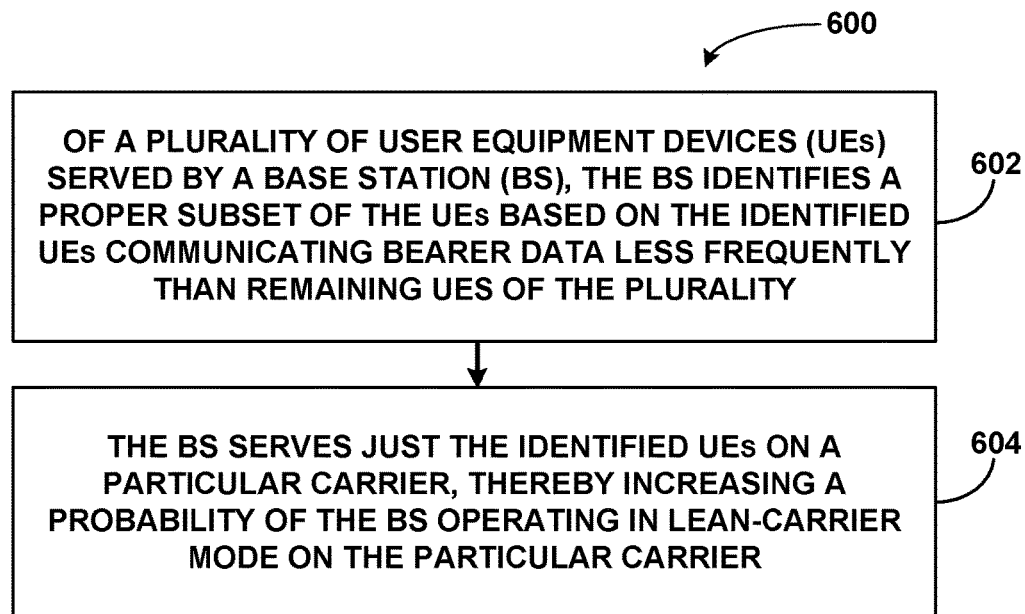 600
OF A PLURALITY OF USER EQUIPMENT DEVICES (UEs)
SERVED BY A BASE STATION (BS), THE BS IDENTIFIES A
PROPER SUBSET OF THE UEs BASED ON THE IDENTIFIED
UEs COMMUNICATING BEARER DATA LESS FREQUENTLY
THAN REMAINING UES OF THE PLURALITY
602
THE BS SERVES JUST THE IDENTIFIED UEs ON A
PARTICULAR CARRIER, THEREBY INCREASING A
PROBABILITY OF THE BS OPERATING IN LEAN-CARRIER
MODE ON THE PARTICULAR CARRIER
604